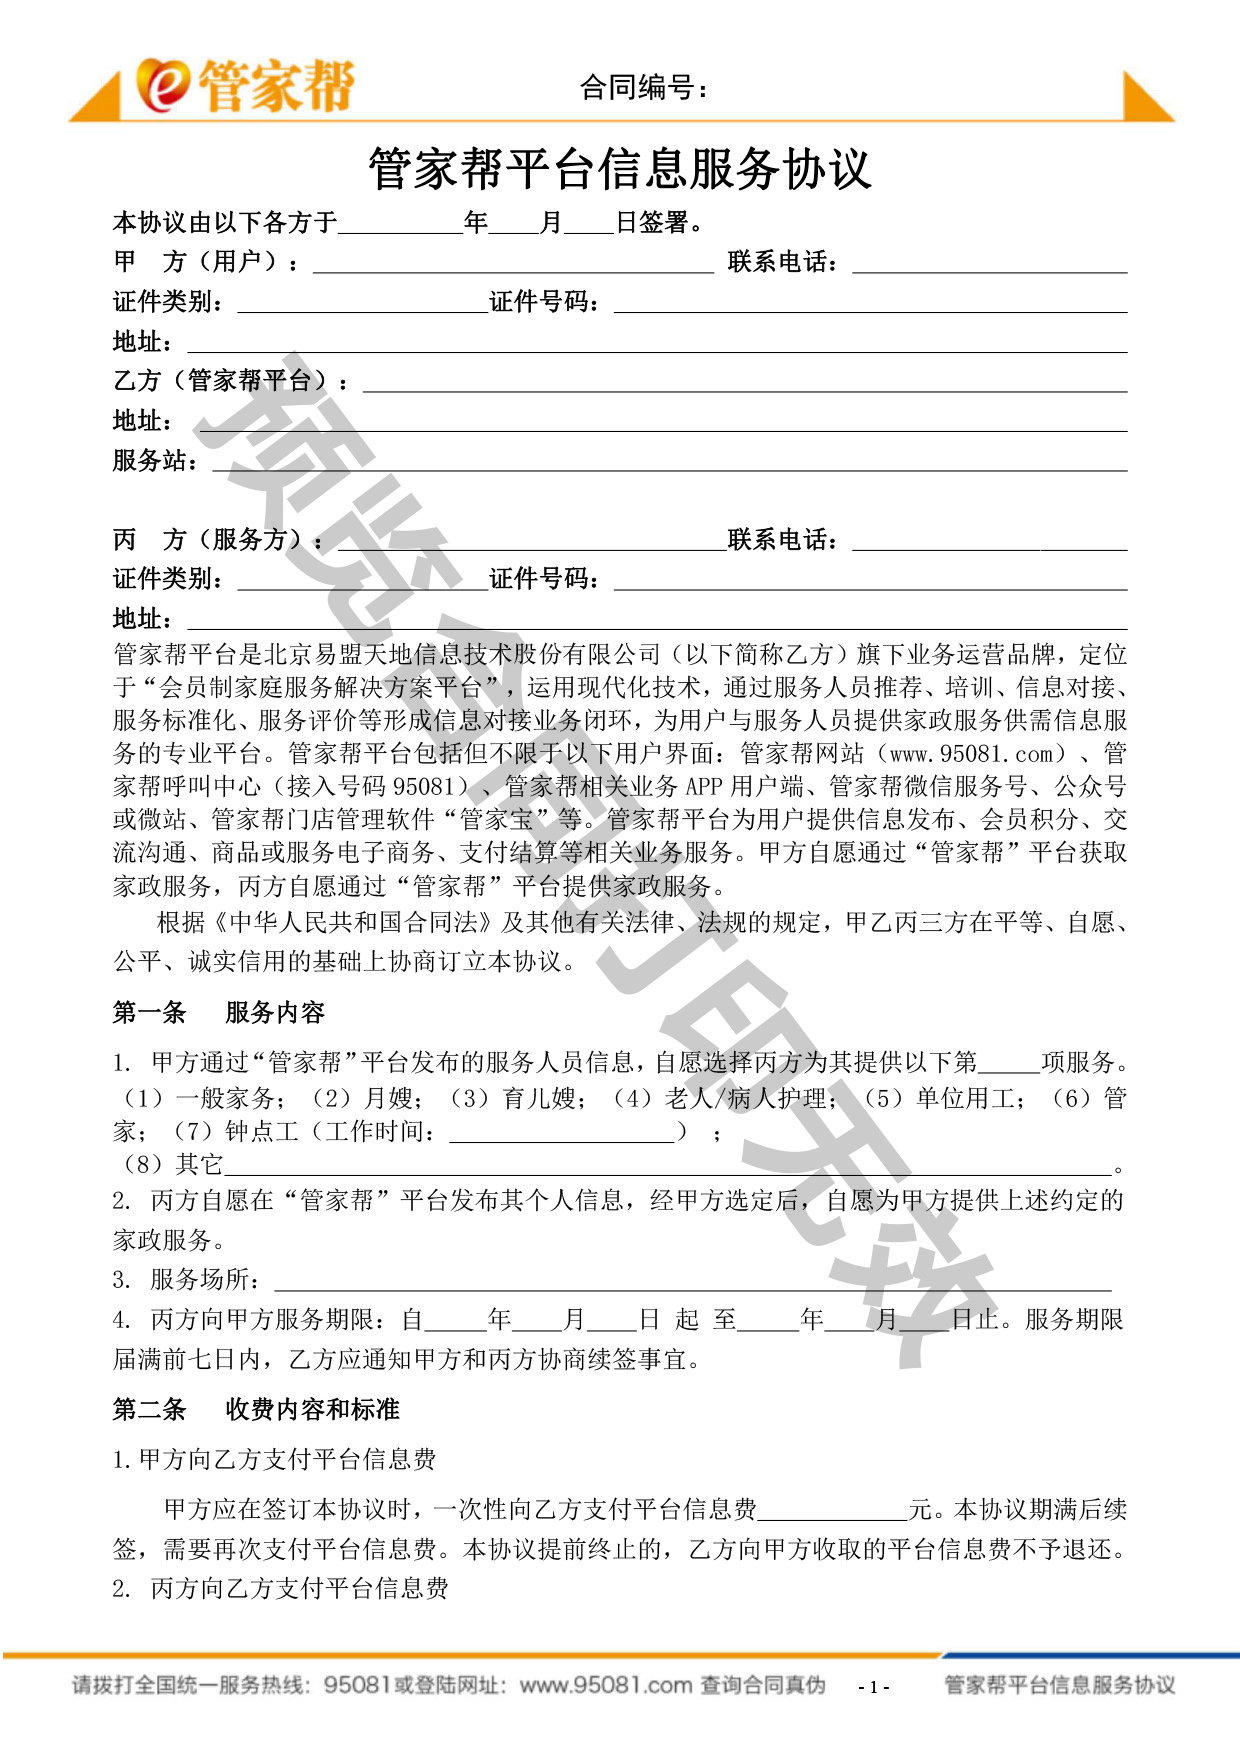 管家帮
合同编号：
管家帮平台信息服务协议
本协议由以下各方于__________年____月____日签署。
甲　方（用户）：________________________________ 联系电话：______________________
证件类别：____________________证件号码：_________________________________________
地址：___________________________________________________________________________
乙方（管家帮平台）：_____________________________________________________________
地址： __________________________________________________________________________
服务站：_________________________________________________________________________
丙　方（服务方）：_______________________________联系电话：______________________
证件类别：____________________证件号码：_________________________________________
地址：___________________________________________________________________________
管家帮平台是北京易盟天地信息技术股份有限公司（以下简称乙方）旗下业务运营品牌，定位
于“会员制家庭服务解决方案平台”，运用现代化技术，通过服务人员推荐、培训、信息对接、
服务标准化、服务评价等形成信息对接业务闭环，为用户与服务人员提供家政服务供需信息服
务的专业平台。管家帮平台包括但不限于以下用户界面：管家帮网站（www.95081.com）、管
家帮呼叫中心（接入号码 95081）、管家帮相关业务 APP 用户端、管家帮微信服务号、公众号
或微站、管家帮门店管理软件“管家宝”等。管家帮平台为用户提供信息发布、会员积分、交
流沟通、商品或服务电子商务、支付结算等相关业务服务。甲方自愿通过“管家帮”平台获取
家政服务，丙方自愿通过“管家帮”平台提供家政服务。
根据《中华人民共和国合同法》及其他有关法律、法规的规定，甲乙丙三方在平等、自愿、
公平、诚实信用的基础上协商订立本协议。
第一条　服务内容
1. 甲方通过“管家帮”平台发布的服务人员信息，自愿选择丙方为其提供以下第_____项服务。
（1）一般家务；（2）月嫂；（3）育儿嫂；（4）老人/病人护理；（5）单位用工；（6）管
家；（7）钟点工（工作时间：__________________） ；
（8）其它_______________________________________________________________________。
2. 丙方自愿在“管家帮”平台发布其个人信息，经甲方选定后，自愿为甲方提供上述约定的
家政服务。
3. 服务场所：___________________________________________________________________
4. 丙方向甲方服务期限：自_____年____月____日 起 至_____年____月____日止。服务期限
届满前七日内，乙方应通知甲方和丙方协商续签事宜。
第二条　收费内容和标准
1.甲方向乙方支付平台信息费
甲方应在签订本协议时，一次性向乙方支付平台信息费____________元。本协议期满后续
签，需要再次支付平台信息费。本协议提前终止的，乙方向甲方收取的平台信息费不予退还。
2. 丙方向乙方支付平台信息费
预览合同打印无效
请拨打全国统一服务热线：95081或登陆网址：www.95081.com 查询合同真伪 - 1 - 管家帮平台信息服务协议